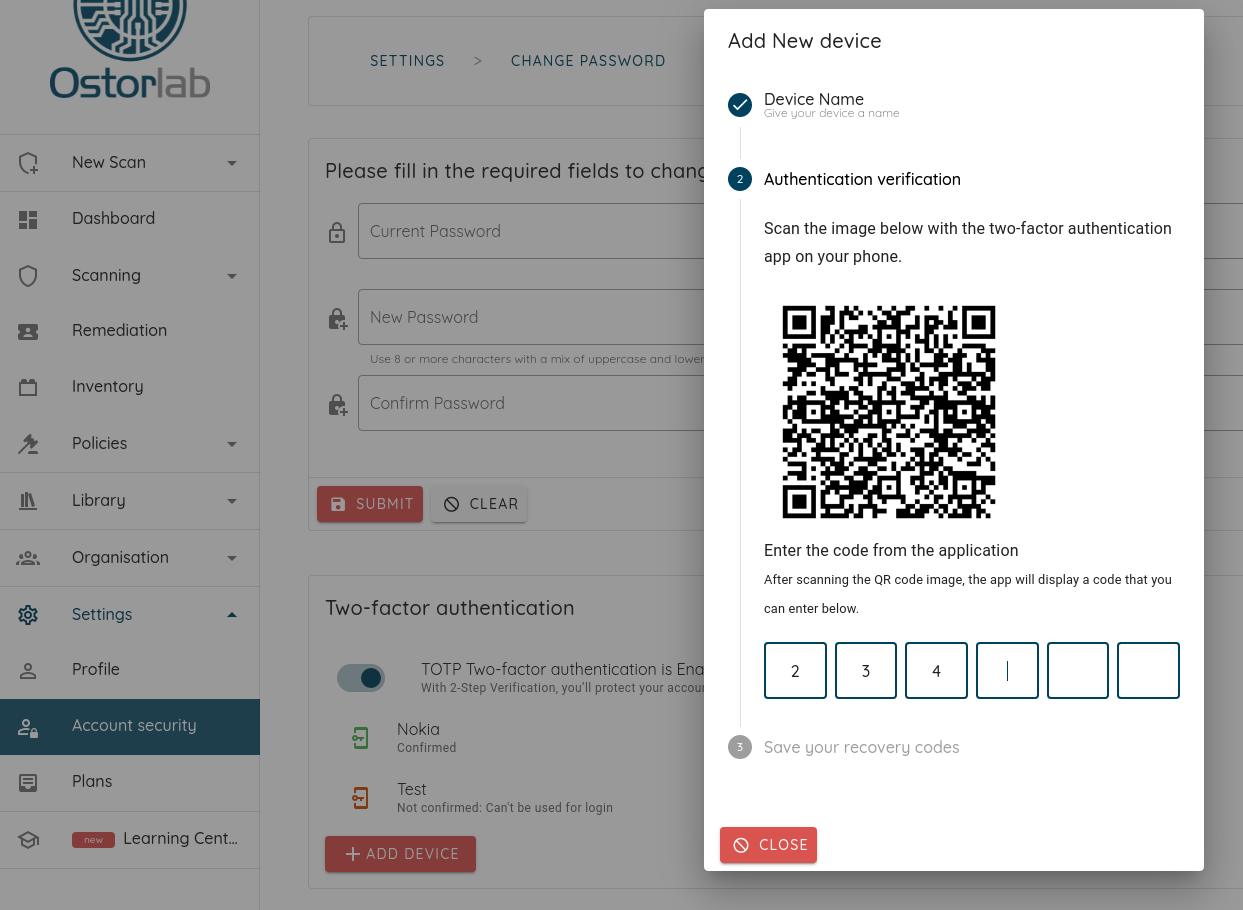 Ostorlab
New Scan
Dashboard
Scanning
Remediation
Inventory
Policies
Library
Organisation
Settings
Profile
Account security
Plans
new Learning Cent...
SETTINGS > CHANGE PASSWORD
Please fill in the required fields to chang
Current Password
New Password
Use 8 or more characters with a mix of uppercase and lower
Confirm Password
SUBMIT CLEAR
Two-factor authentication
TOTP Two-factor authentication is Ena
With 2-Step Verification, you'll protect your accou
Nokia
Confirmed
Test
Not confirmed: Can't be used for login
ADD DEVICE
Add New device
Device Name
Give your device a name
2 Authentication verification
Scan the image below with the two-factor authentication
app on your phone.
Enter the code from the application
After scanning the QR code image, the app will display a code that you
can enter below.
2 3 4
3 Save your recovery codes
CLOSE